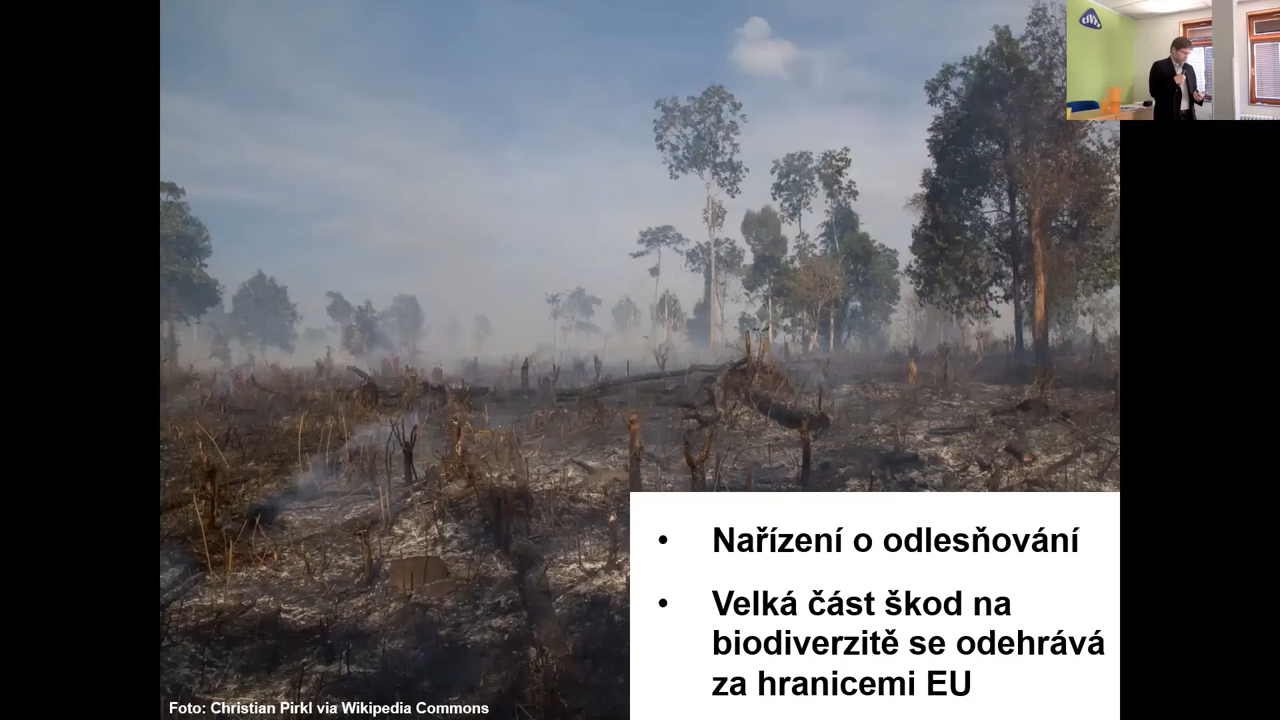 • Nařízení o odlesňování
• Velká část škod na
biodiverzitě se odehrává
za hranicemi EU
Foto: Christian Pirkl via Wikipedia Commons